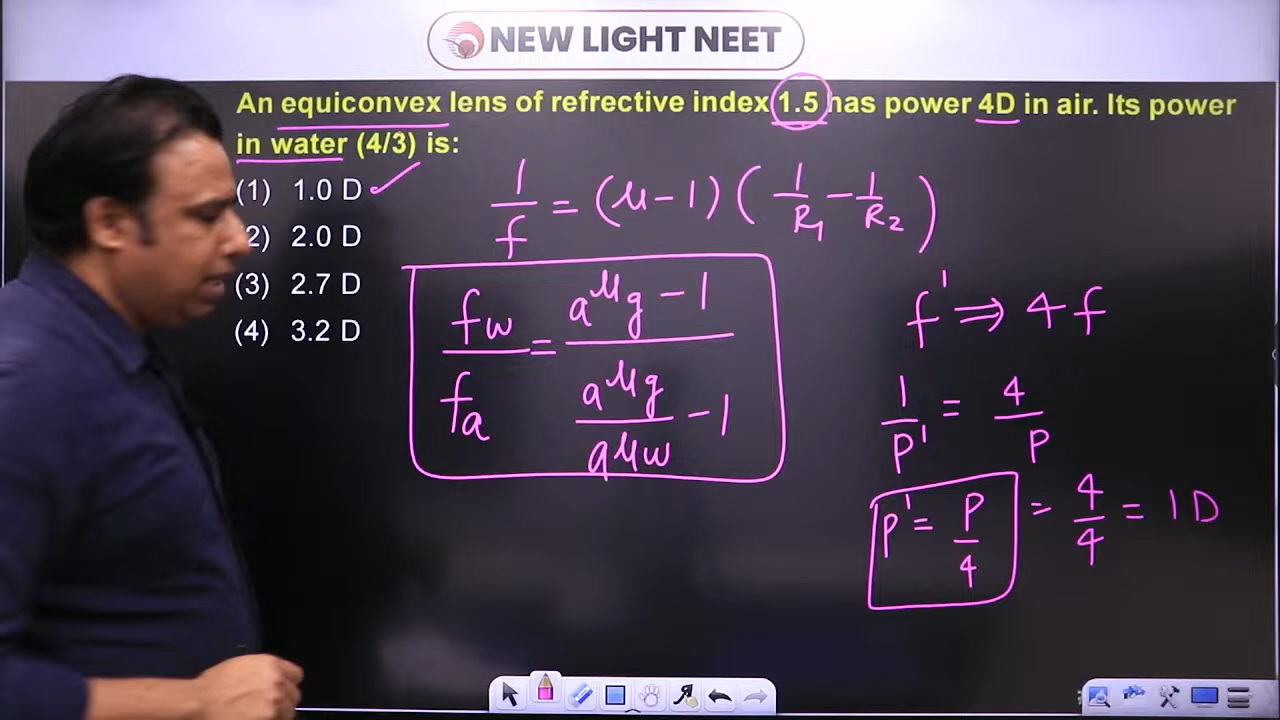 NEW LIGHT NEET
An equiconvex lens of refrective index 1.5 has power 4D in air. Its power
in water (4/3) is:
(1) 1.0 D ✓
2) 2.0 D
(3) 2.7 D
(4) 3.2 D
1/f = (μ-1) (1/R₁ - 1/R₂)
fw/fa = (aμg - 1)/(aμg/aμw - 1)
f' ⇒ 4f
1/P' = 4/P
P' = P/4 = 4/4 = 1D